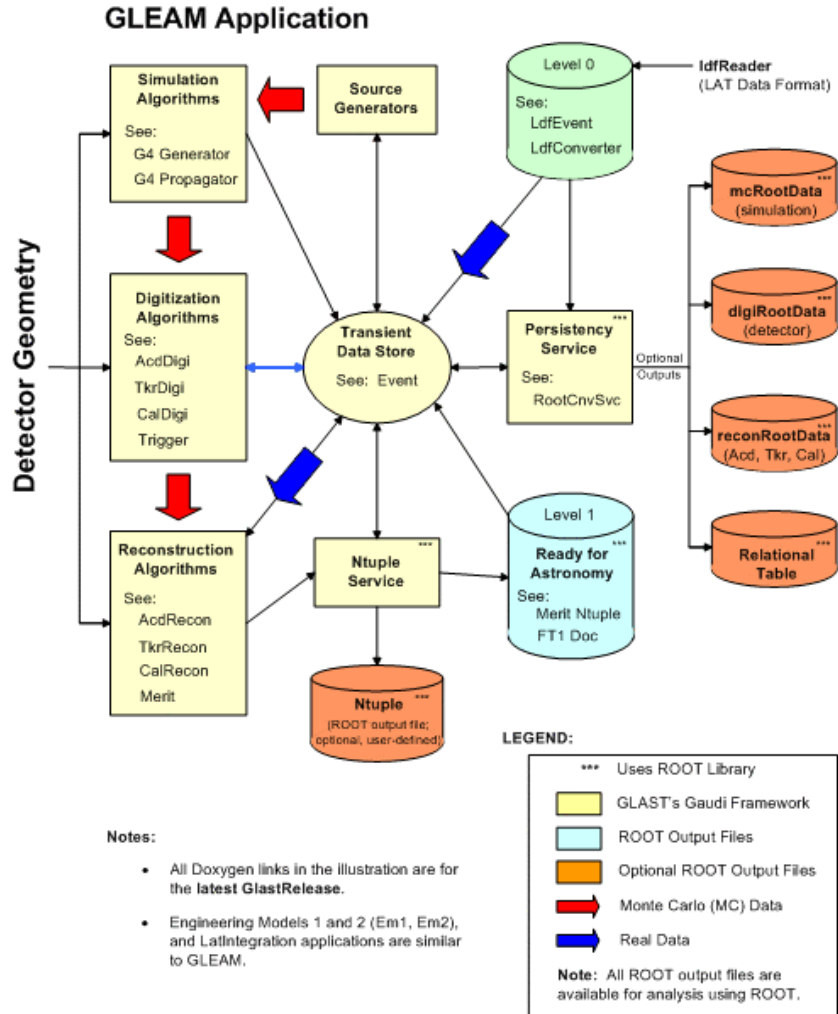 GLEAM Application
Simulation
Algorithms
See:
G4 Generator
G4 Propagator
Source
Generators
Level 0
See:
LdfEvent
LdfConverter
ldfReader
(LAT Data Format)
***
mcRootData
(simulation)
Detector Geometry
Digitization
Algorithms
See:
AcdDigi
TkrDigi
CalDigi
Trigger
Transient
Data Store
See: Event
***
Persistency
Service
See:
RootCnvSvc
Optional
Outputs
***
digiRootData
(detector)
***
reconRootData
(Acd, Tkr, Cal)
***
Relational
Table
Reconstruction
Algorithms
See:
AcdRecon
TkrRecon
CalRecon
Merit
***
Ntuple
Service
Level 1
***
Ready for
Astronomy
See:
Merit Ntuple
FT1 Doc
Ntuple ***
(ROOT output file;
optional, user-defined)
LEGEND:
*** Uses ROOT Library
GLAST's Gaudi Framework
ROOT Output Files
Optional ROOT Output Files
Monte Carlo (MC) Data
Real Data
Note: All ROOT output files are
available for analysis using ROOT.
Notes:
• All Doxygen links in the illustration are for
the latest GlastRelease.
• Engineering Models 1 and 2 (Em1, Em2),
and LatIntegration applications are similar
to GLEAM.